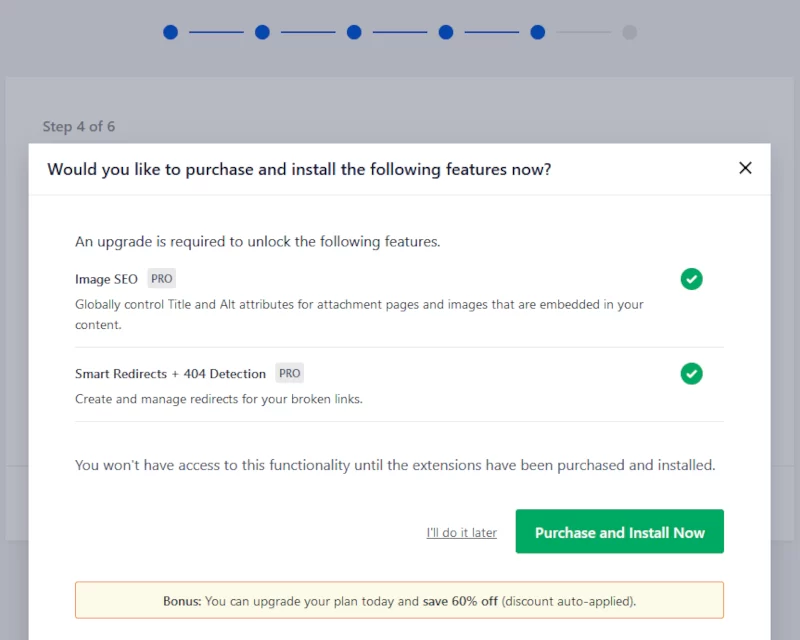 Step 4 of 6
Would you like to purchase and install the following features now?
An upgrade is required to unlock the following features.
Image SEO PRO
Globally control Title and Alt attributes for attachment pages and images that are embedded in your
content.
Smart Redirects + 404 Detection PRO
Create and manage redirects for your broken links.
You won't have access to this functionality until the extensions have been purchased and installed.
I'll do it later Purchase and Install Now
Bonus: You can upgrade your plan today and save 60% off (discount auto-applied).